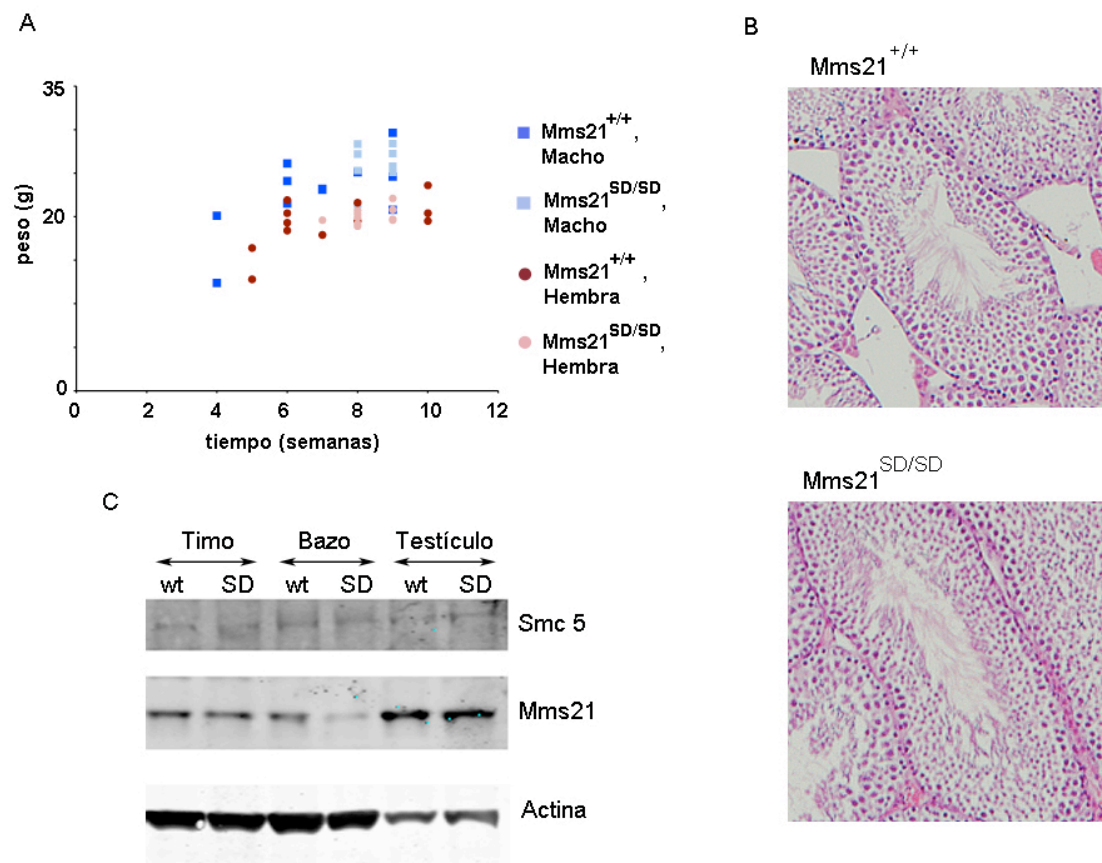 A
35
20
0
0
2
4
6
8
10
12
peso (g)
tiempo (semanas)
Mms21+/+,
Macho
Mms21SD/SD,
Macho
Mms21+/+ ,
Hembra
Mms21SD/SD,
Hembra
B
Mms21+/+
Mms21SD/SD
C
Timo Bazo Testículo
wt SD wt SD wt SD
Smc 5
Mms21
Actina